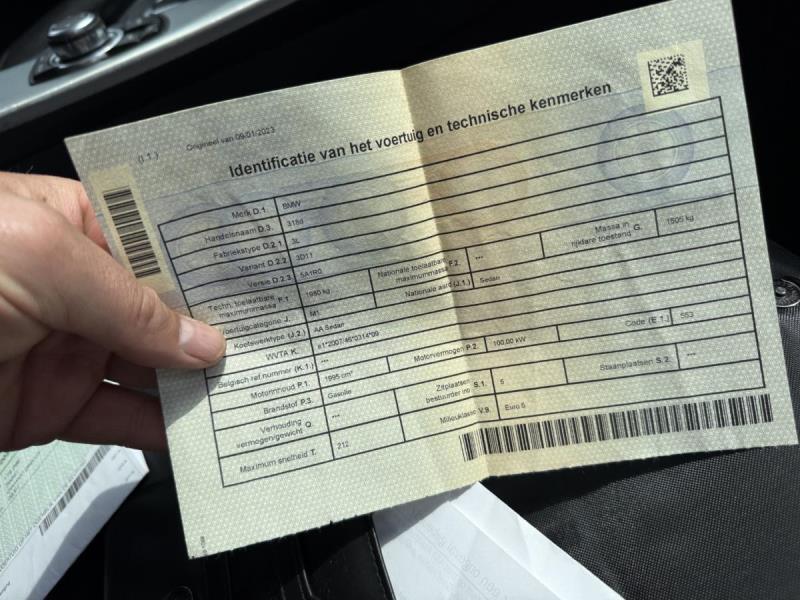 (I.1.) Origineel van 09/01/2023
Identificatie van het voertuig en technische kenmerken
Merk D.1. BMW
Handelsnaam D.3. 318d
Fabriekstype D.2.1. 3L
Variant D.2.2. 3D11
Versie D.2.3. 5A1R0
Techn. toelaatbare maximummassa F.1. 1980 kg Nationale toelaatbare maximummassa F.2. --- Massa in rijklare toestand G. 1505 kg
Voertuigcategorie J. M1 Nationale aard (J.1.) Sedan
Koetswerktype (J.2.) AA Sedan
WVTA K. e1*2007/46*0314*09
Belgisch ref.nummer (K.1.) ---
Motorinhoud P.1. 1995 cm³ Motorvermogen P.2. 100.00 kW Code (E.1.) 553
Brandstof P.3. Gasolie
Verhouding vermogen/gewicht Q. --- Zitplaatsen bestuurder inb S.1. 5 Staanplaatsen S.2. ---
Maximum snelheid T. 212 Milieuklasse V.9. Euro 5